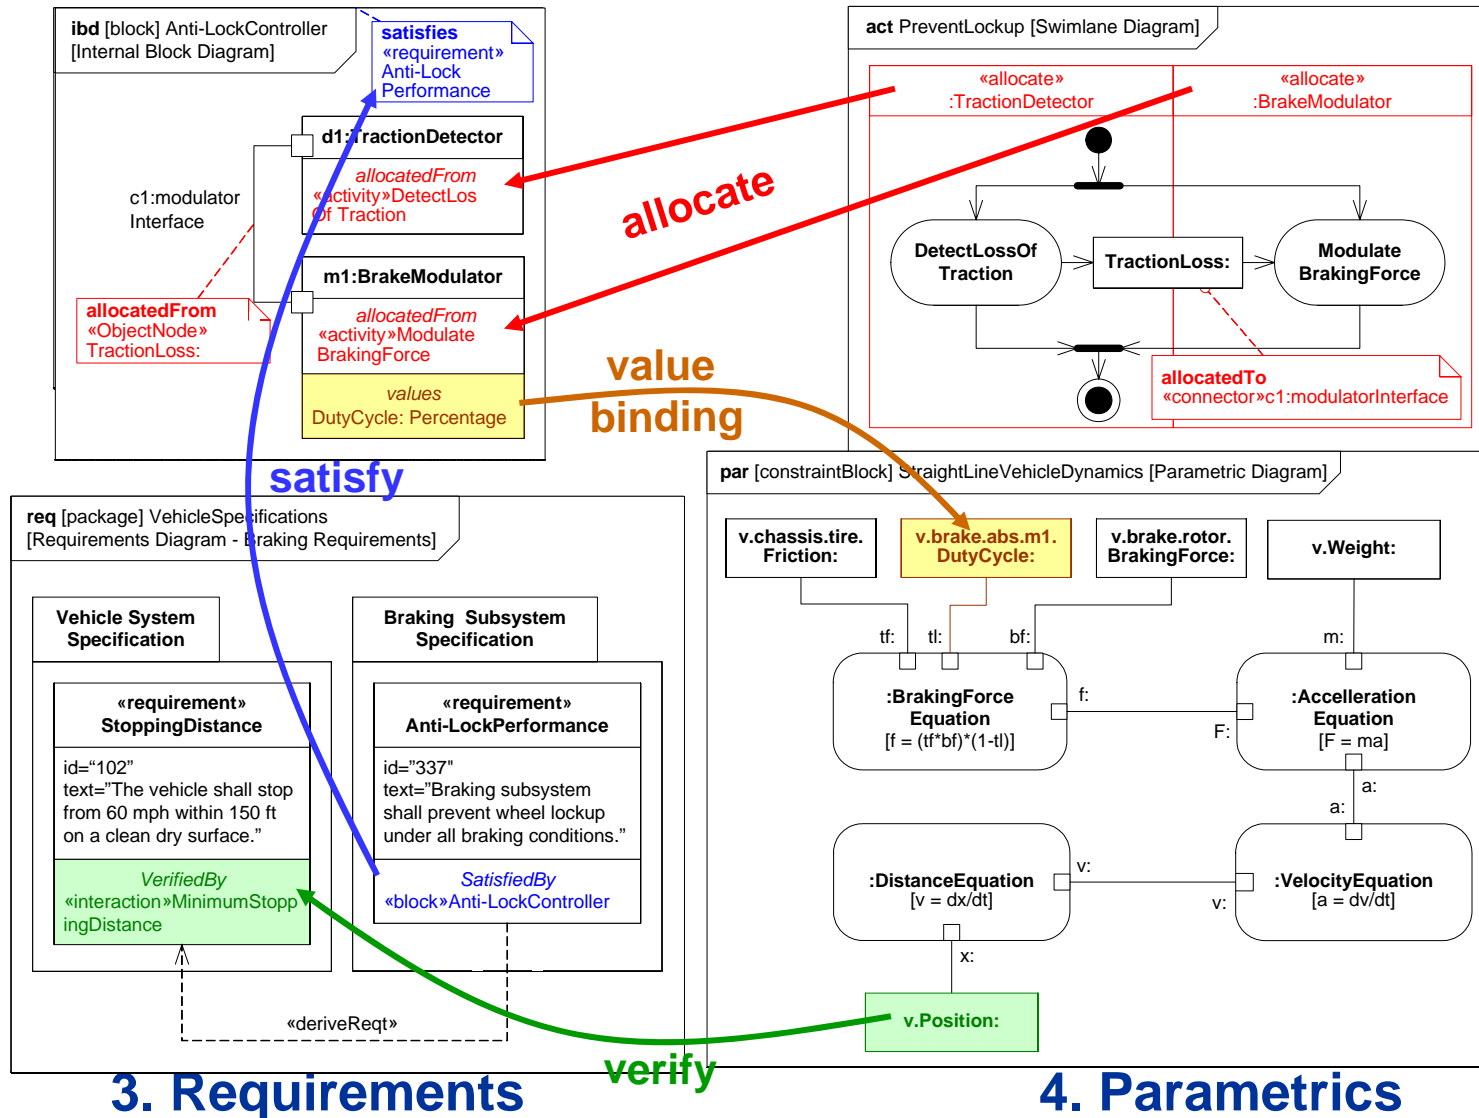 ibd [block] Anti-LockController
[Internal Block Diagram]
satisfies
«requirement»
Anti-Lock
Performance
d1:TractionDetector
allocatedFrom
«activity»DetectLos
Of Traction
c1:modulator
Interface
m1:BrakeModulator
allocatedFrom
«activity»Modulate
BrakingForce
values
DutyCycle: Percentage
allocatedFrom
«ObjectNode»
TractionLoss:
act PreventLockup [Swimlane Diagram]
«allocate»
:TractionDetector
«allocate»
:BrakeModulator
DetectLossOf
Traction
TractionLoss:
Modulate
BrakingForce
allocatedTo
«connector»c1:modulatorInterface
allocate
value
binding
satisfy
req [package] VehicleSpecifications
[Requirements Diagram - Braking Requirements]
Vehicle System
Specification
Braking Subsystem
Specification
«requirement»
StoppingDistance
id=“102”
text=”The vehicle shall stop
from 60 mph within 150 ft
on a clean dry surface.”
VerifiedBy
«interaction»MinimumStopp
ingDistance
«requirement»
Anti-LockPerformance
id=”337"
text=”Braking subsystem
shall prevent wheel lockup
under all braking conditions.”
SatisfiedBy
«block»Anti-LockController
«deriveReqt»
verify
par [constraintBlock] StraightLineVehicleDynamics [Parametric Diagram]
v.chassis.tire.
Friction:
v.brake.abs.m1.
DutyCycle:
v.brake.rotor.
BrakingForce:
v.Weight:
tf:
tl:
bf:
m:
:BrakingForce
Equation
[f = (tf*bf)*(1-tl)]
f:
F:
:Accelleration
Equation
[F = ma]
a:
a:
:DistanceEquation
[v = dx/dt]
v:
v:
:VelocityEquation
[a = dv/dt]
x:
v.Position:
3. Requirements
4. Parametrics